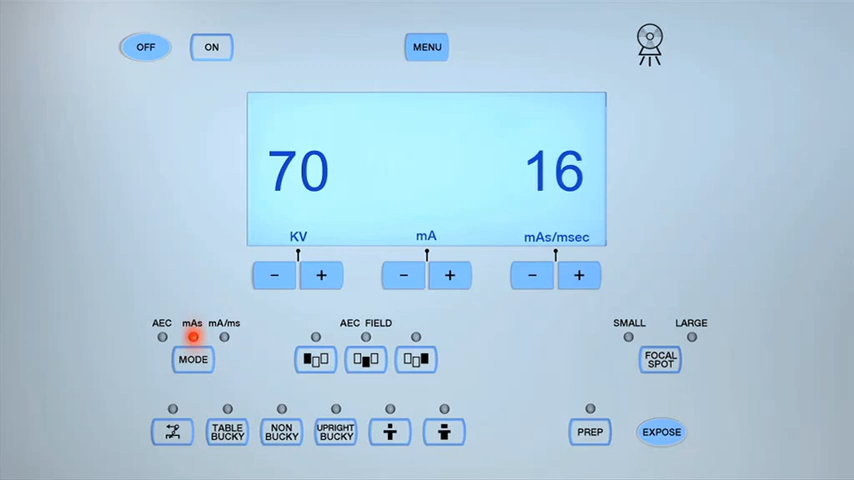 OFF
ON
MENU
70
16
KV
mA
mAs/msec
− +
− +
− +
AEC mAs mA/ms
AEC FIELD
SMALL LARGE
MODE
FOCAL
SPOT
TABLE
BUCKY
NON
BUCKY
UPRIGHT
BUCKY
PREP
EXPOSE